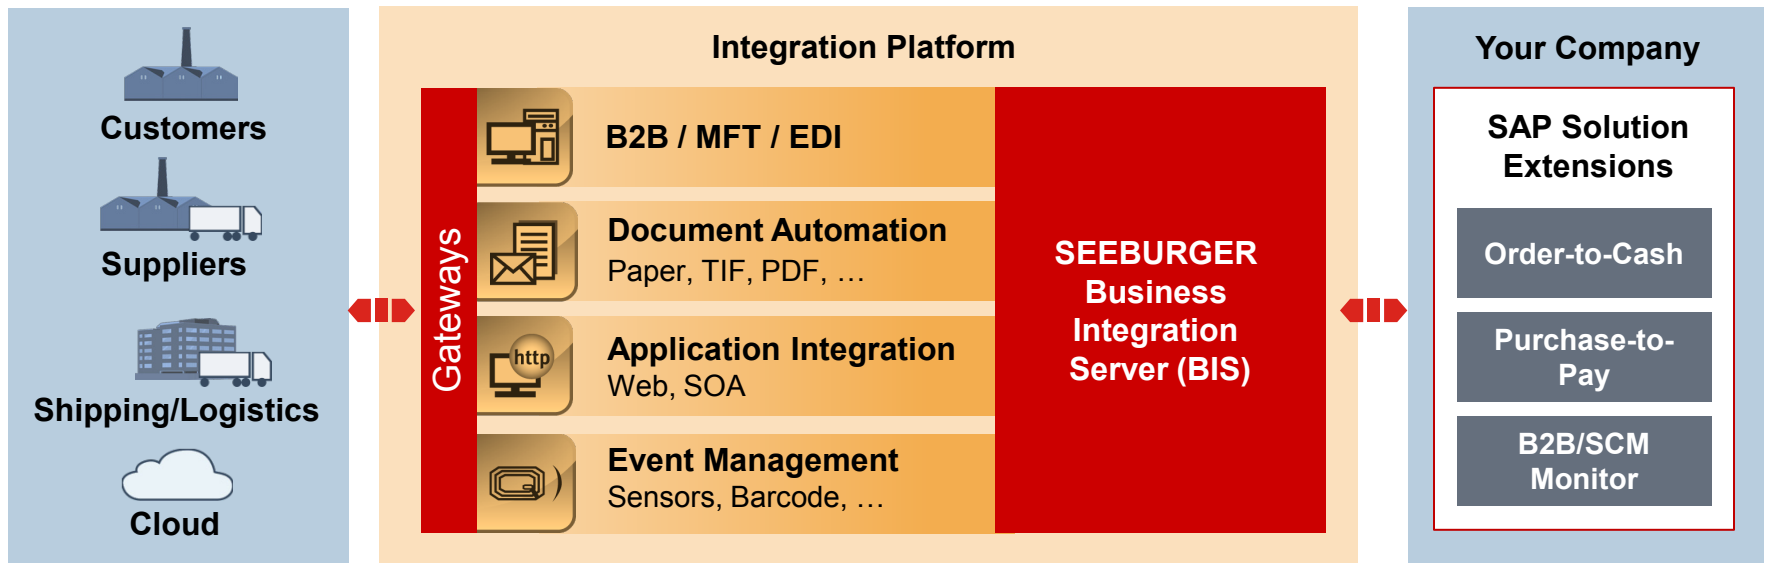 Customers
Suppliers
Shipping/Logistics
Cloud
Integration Platform
Gateways
B2B / MFT / EDI
Document Automation
Paper, TIF, PDF, …
http
Application Integration
Web, SOA
Event Management
Sensors, Barcode, …
SEEBURGER
Business
Integration
Server (BIS)
Your Company
SAP Solution
Extensions
Order-to-Cash
Purchase-to-
Pay
B2B/SCM
Monitor